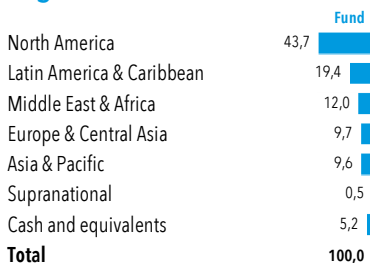 Fund
North America 43,7
Latin America & Caribbean 19,4
Middle East & Africa 12,0
Europe & Central Asia 9,7
Asia & Pacific 9,6
Supranational 0,5
Cash and equivalents 5,2
Total 100,0